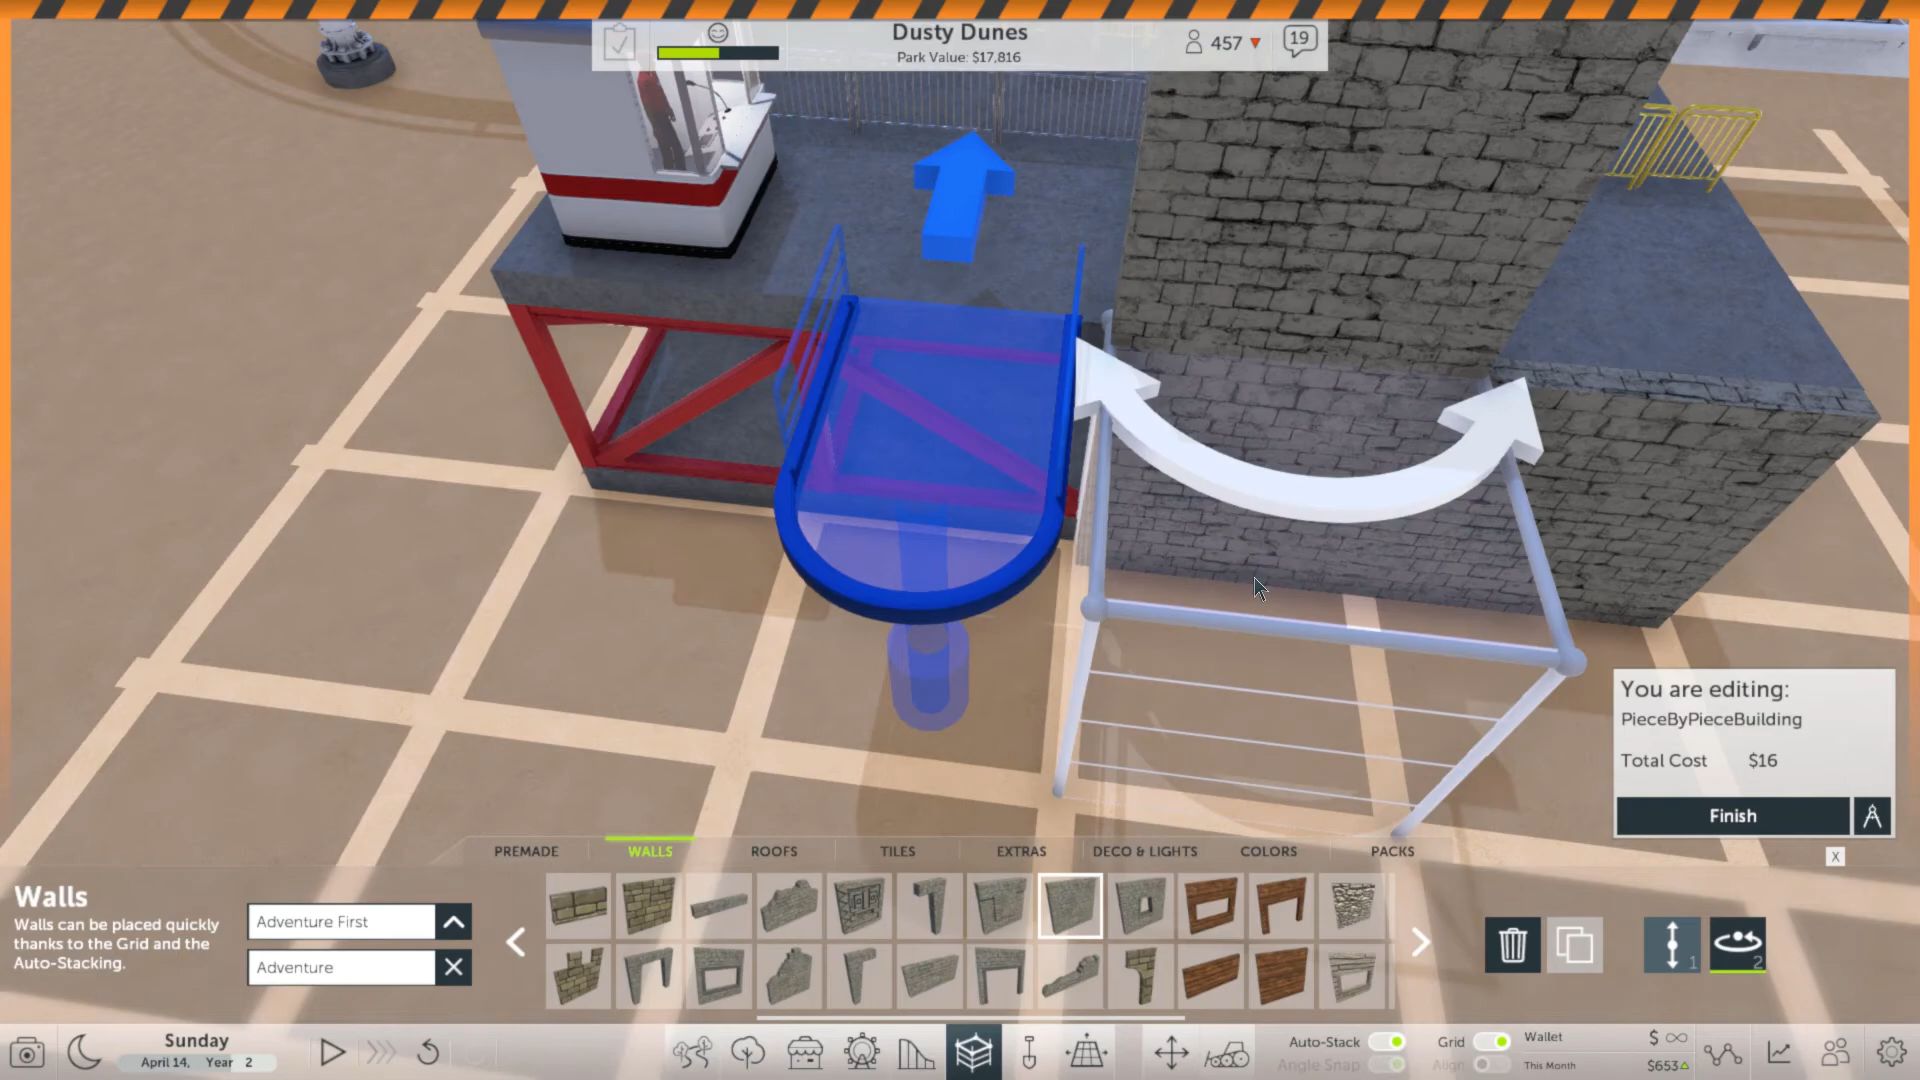 Dusty Dunes
Park Value: $17,816
457
19
You are editing:
PieceByPieceBuilding
Total Cost $16
Finish
X
PREMADE WALLS ROOFS TILES EXTRAS DECO & LIGHTS COLORS PACKS
Walls
Walls can be placed quickly
thanks to the Grid and the
Auto-Stacking.
Adventure First
Adventure
1
2
Sunday
April 14, Year 2
Auto-Stack
Angle Snap
Grid
Align
Wallet $ ∞
This Month $653